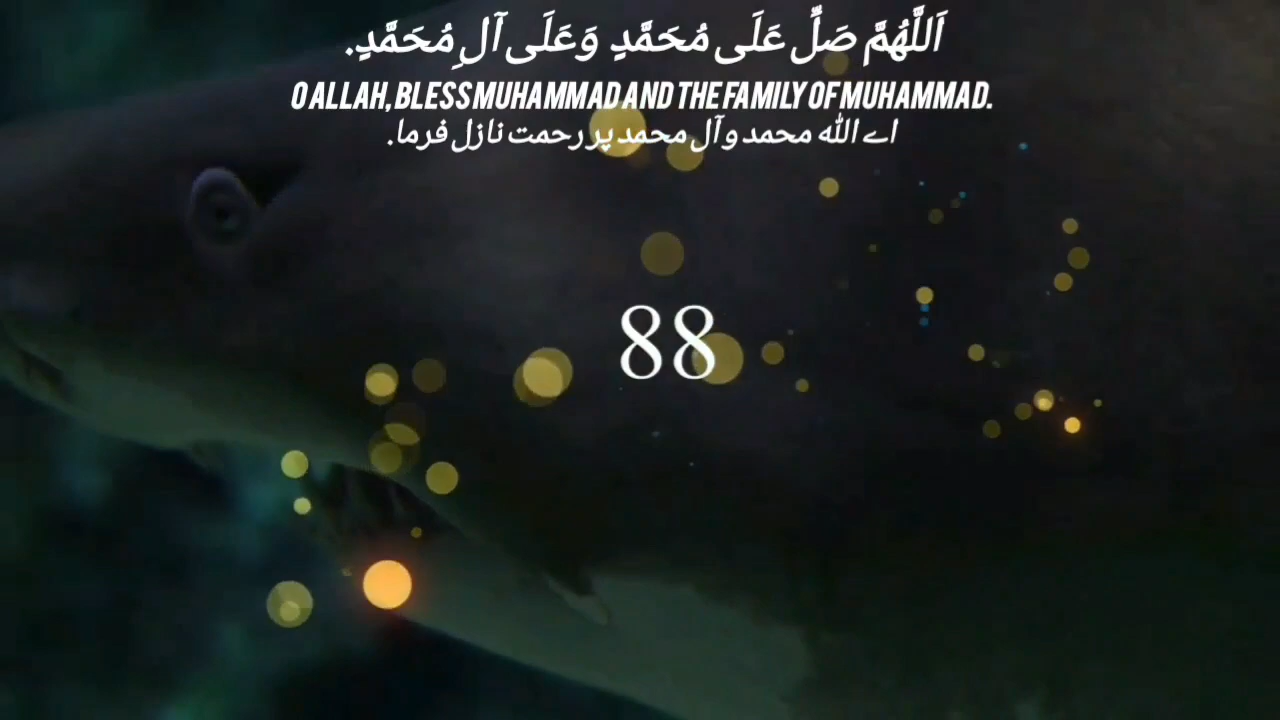 اَللَّهُمَّ صَلِّ عَلَى مُحَمَّدٍ وَعَلَى آلِ مُحَمَّدٍ.
O ALLAH, BLESS MUHAMMAD AND THE FAMILY OF MUHAMMAD.
اے اللہ محمد و آل محمد پر رحمت نازل فرما.
88